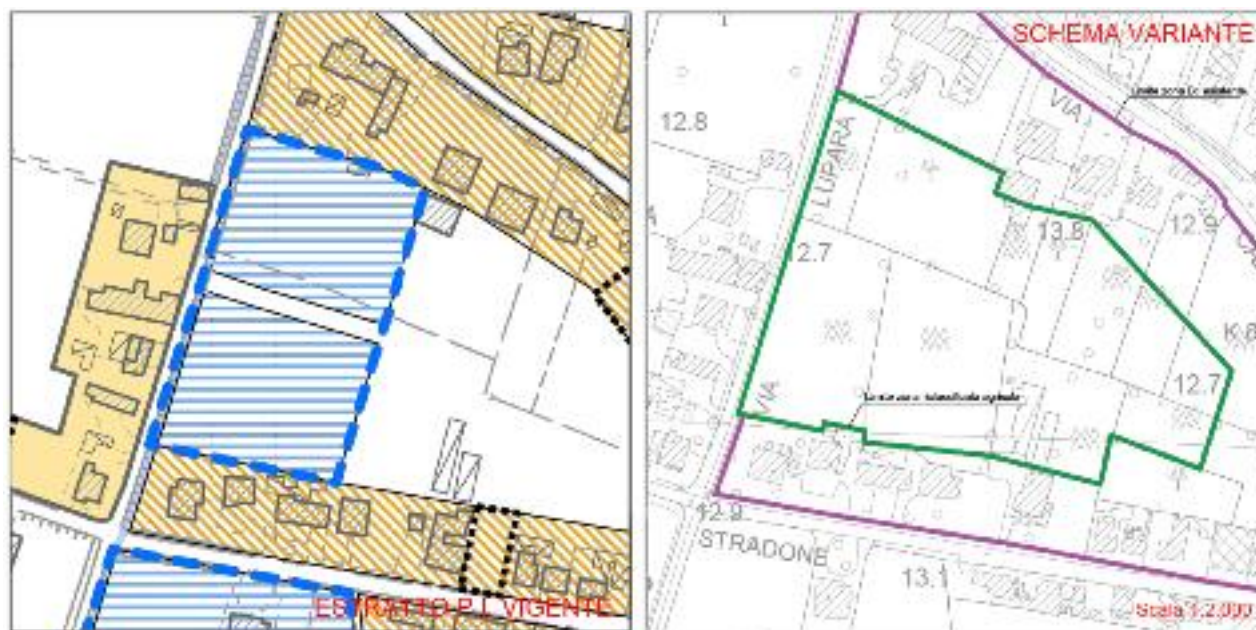 ESTRATTO P.I. VIGENTE
SCHEMA VARIANTE
VIA
12.8
LUPARA
12.9
13.8
12.7
K.6
12.7
VIA
12.9
STRADONE
13.1
Scala 1:2.000